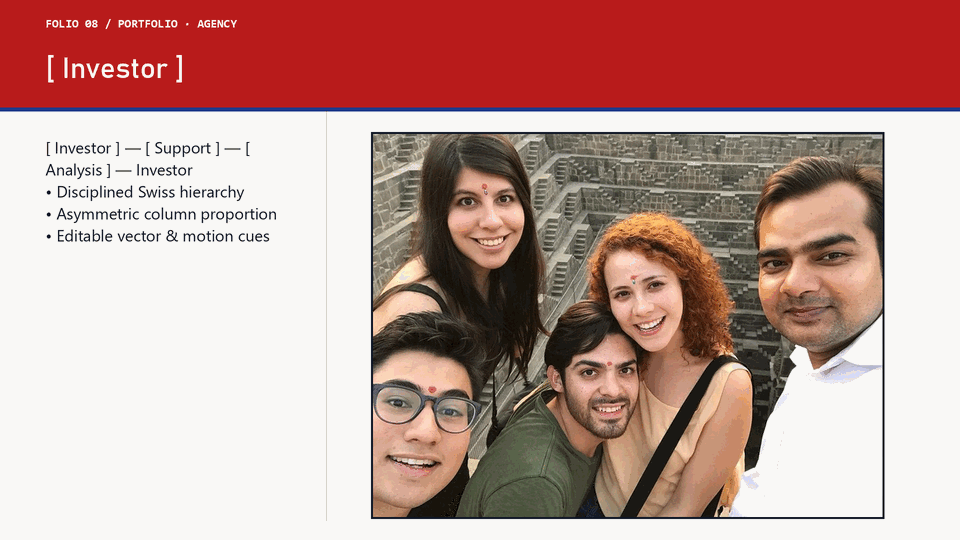 FOLIO 08 / PORTFOLIO · AGENCY
[ Investor ]
[ Investor ] — [ Support ] — [
Analysis ] — Investor
• Disciplined Swiss hierarchy
• Asymmetric column proportion
• Editable vector & motion cues